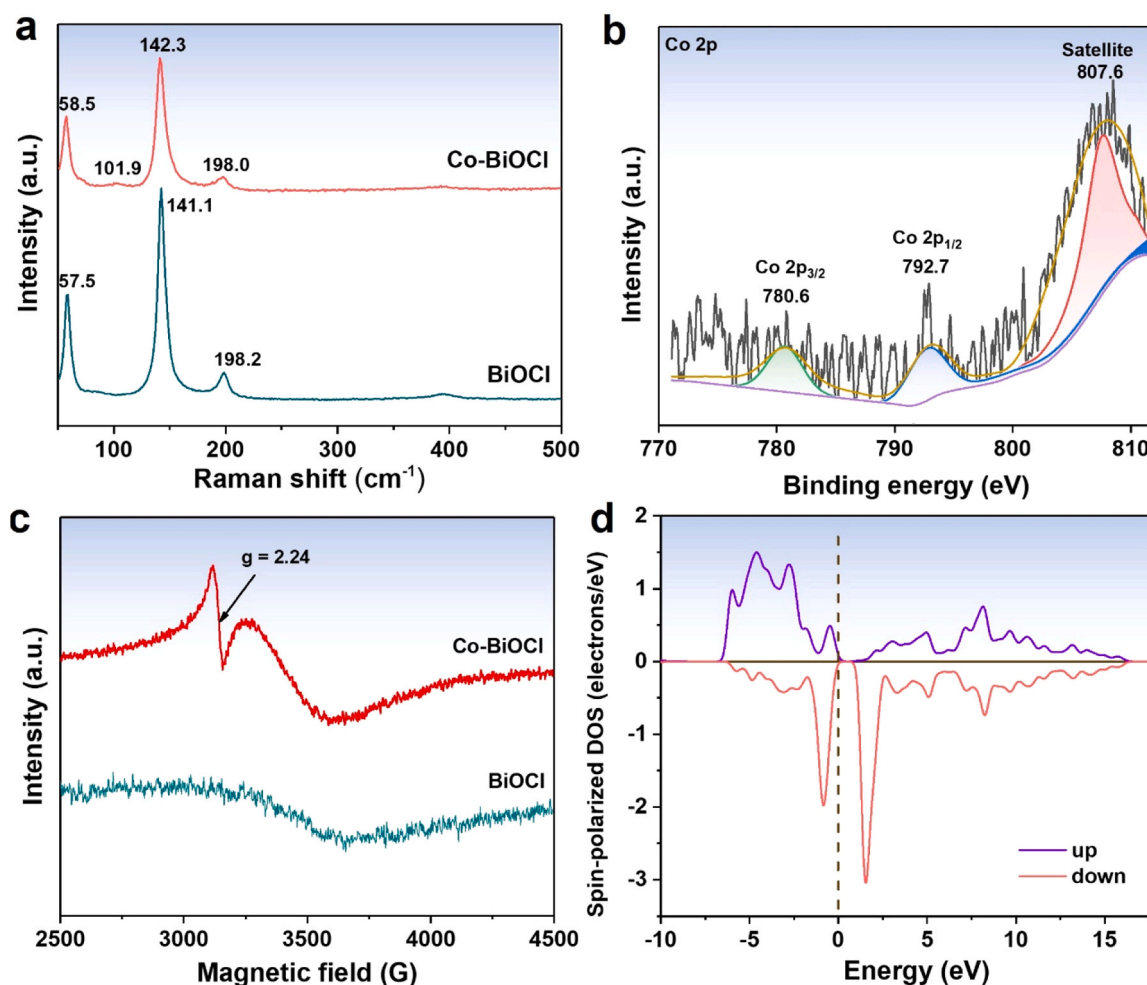 a
142.3
58.5
101.9
198.0
Co-BiOCl
141.1
57.5
198.2
BiOCl
Intensity (a.u.)
100 200 300 400 500
Raman shift (cm⁻¹)
b
Co 2p
Satellite
807.6
Co 2p1/2
792.7
Co 2p3/2
780.6
Intensity (a.u.)
770 780 790 800 810
Binding energy (eV)
c
g = 2.24
Co-BiOCl
BiOCl
Intensity (a.u.)
2500 3000 3500 4000 4500
Magnetic field (G)
d
2
1
0
-1
-2
-3
Spin-polarized DOS (electrons/eV)
up
down
-10 -5 0 5 10 15
Energy (eV)